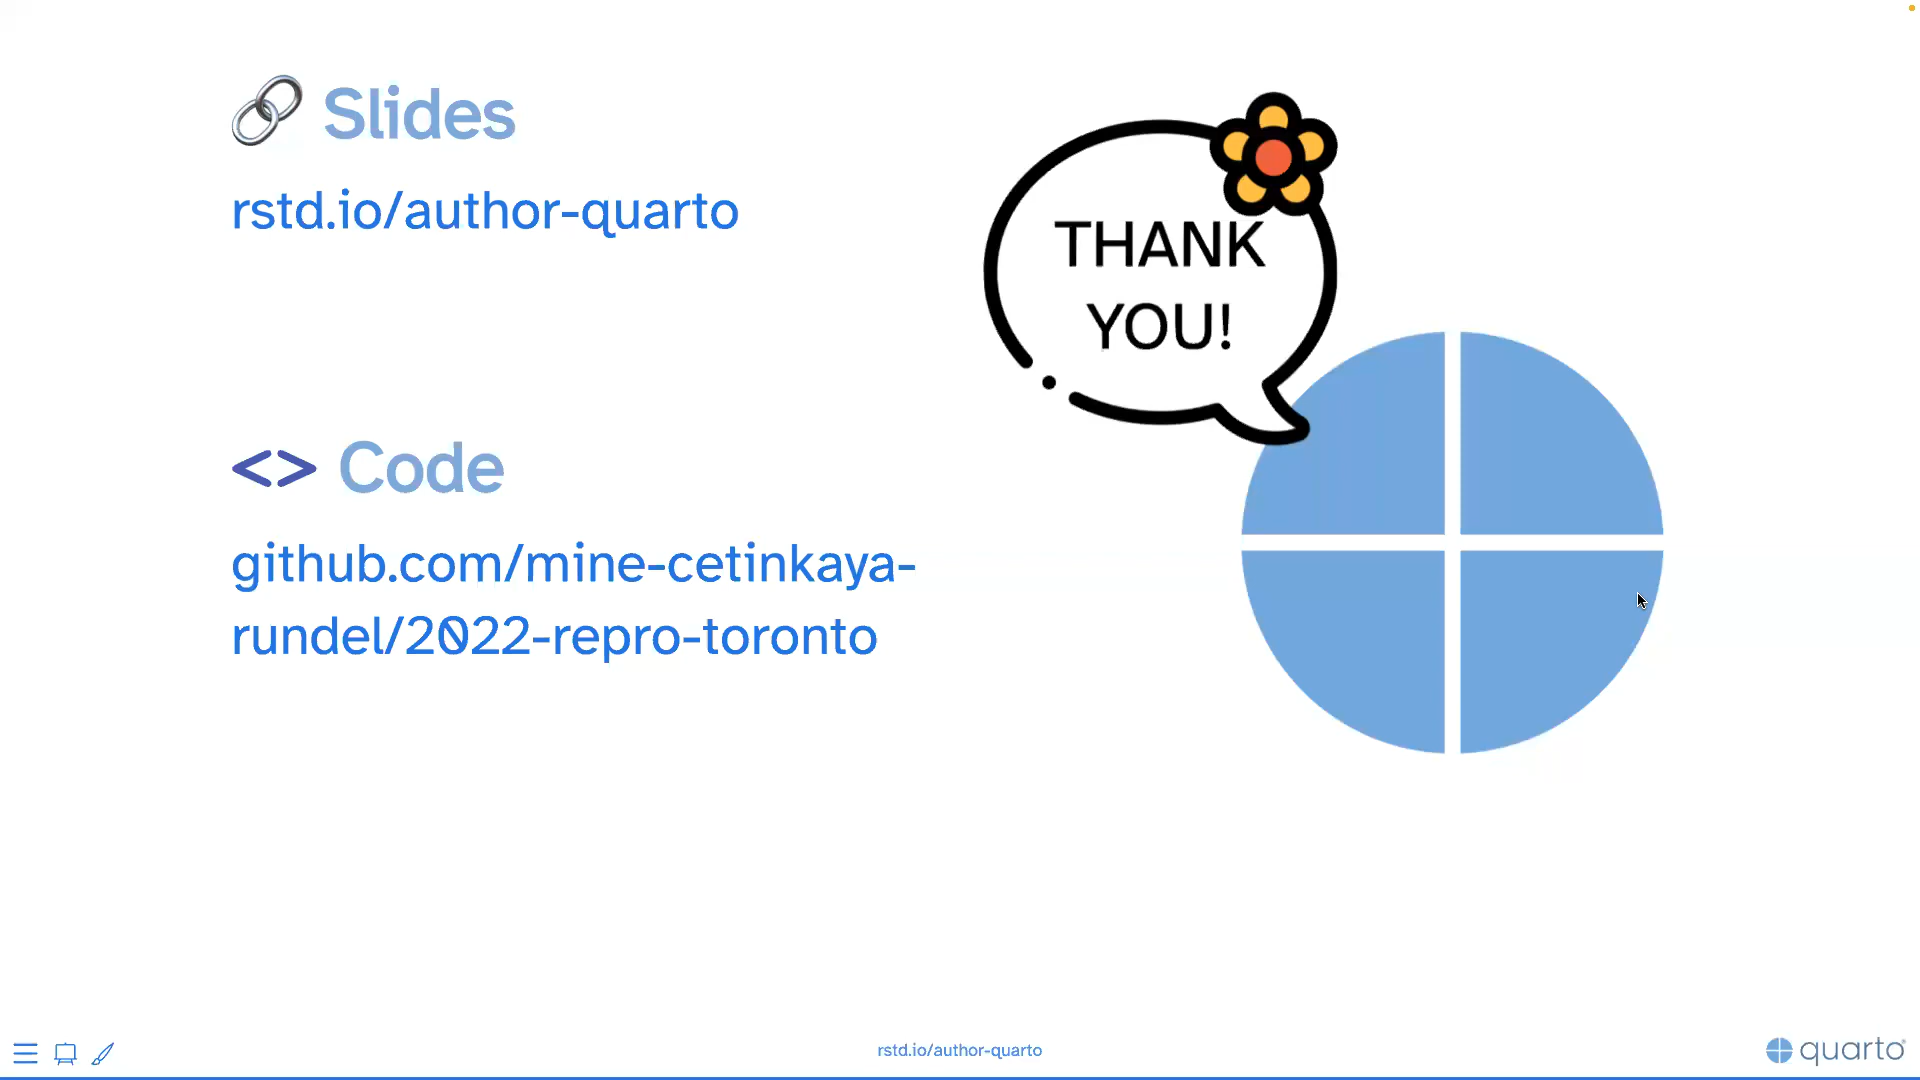 🔗 Slides
rstd.io/author-quarto
THANK
YOU!
<> Code
github.com/mine-cetinkaya-
rundel/2022-repro-toronto
rstd.io/author-quarto
quarto